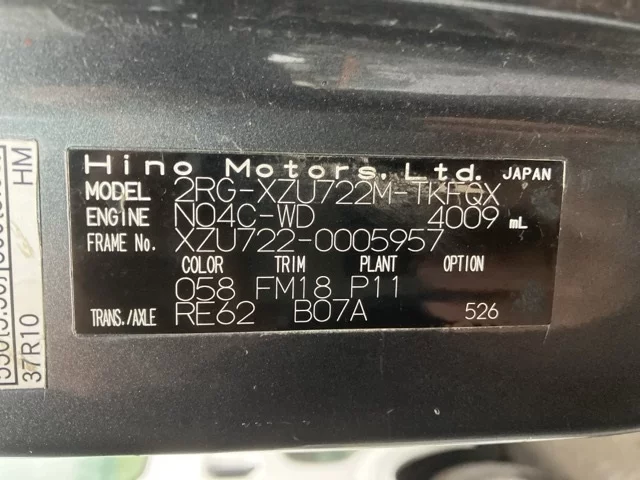 Hino Motors, Ltd. JAPAN
MODEL 2RG-XZU722M-TKFQX
ENGINE N04C-WD 4009 mL
FRAME No. XZU722-0005957
COLOR TRIM PLANT OPTION
058 FM18 P11
TRANS./AXLE RE62 B07A 526
HM
37R10